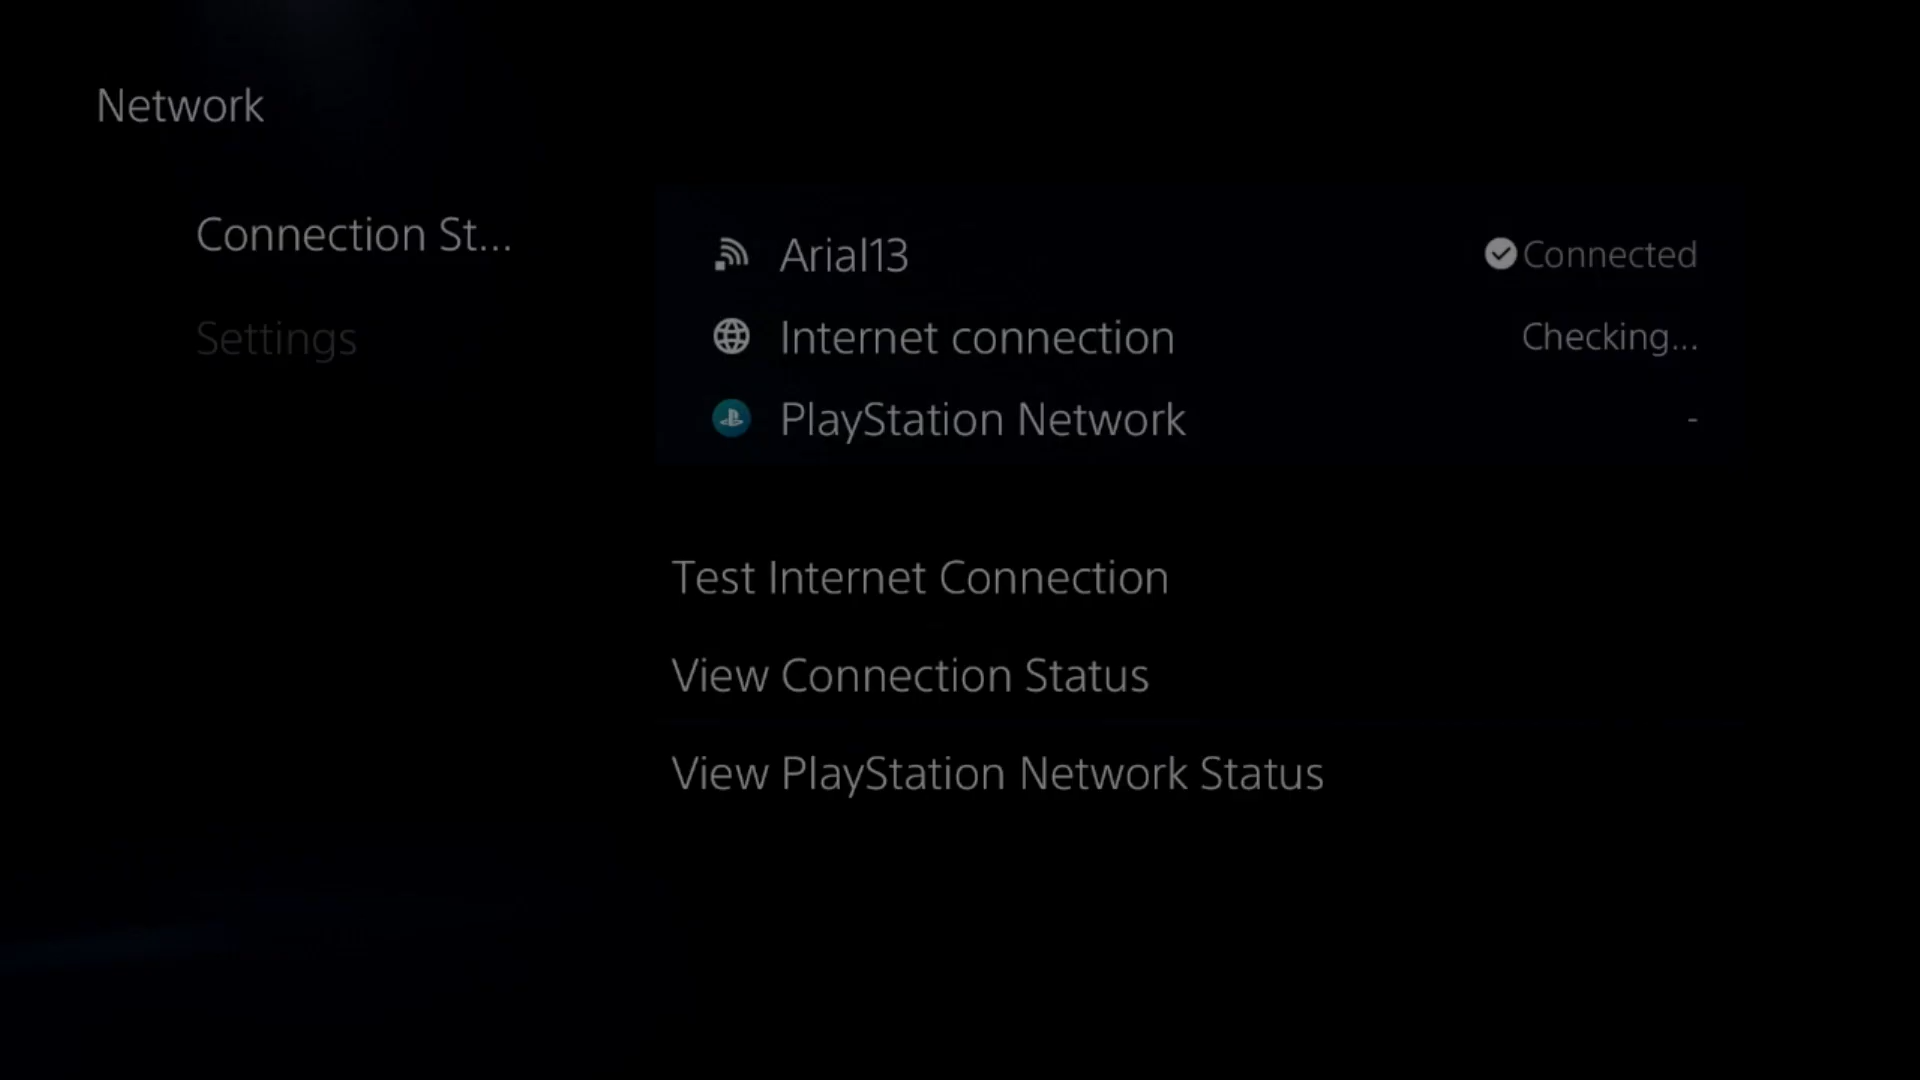 Network
Connection St...
Settings
Arial13
Connected
Internet connection
Checking...
PlayStation Network
-
Test Internet Connection
View Connection Status
View PlayStation Network Status